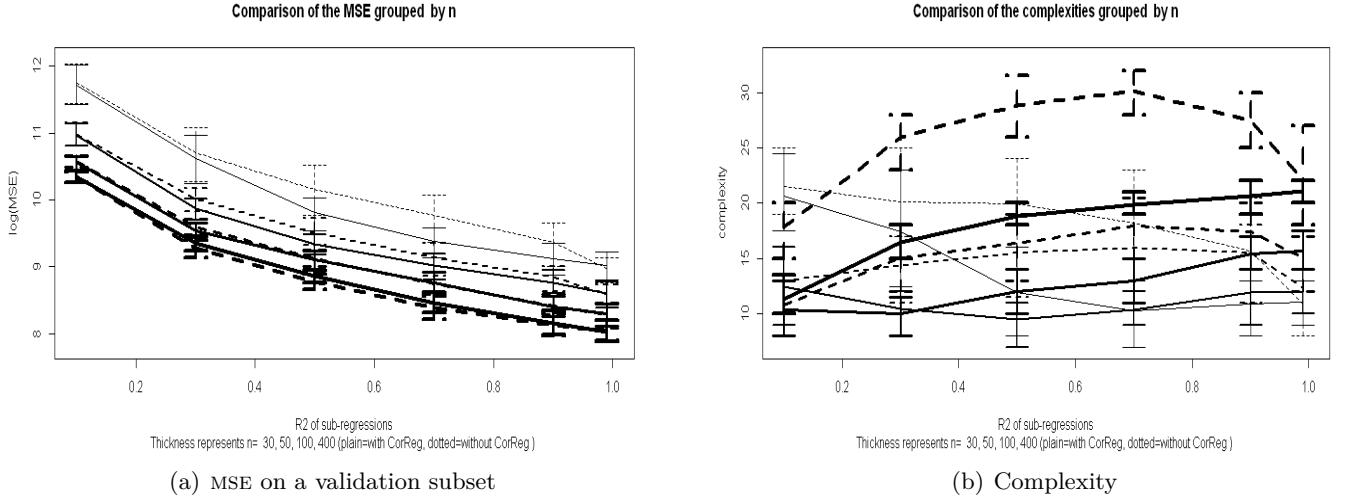 Comparison of the MSE grouped by n
log(MSE)
12
11
10
9
8
0.2 0.4 0.6 0.8 1.0
R2 of sub-regressions
Thickness represents n= 30, 50, 100, 400 (plain=with CorReg, dotted=without CorReg )
(a) MSE on a validation subset
Comparison of the complexities grouped by n
complexity
30
25
20
15
10
0.2 0.4 0.6 0.8 1.0
R2 of sub-regressions
Thickness represents n= 30, 50, 100, 400 (plain=with CorReg, dotted=without CorReg )
(b) Complexity